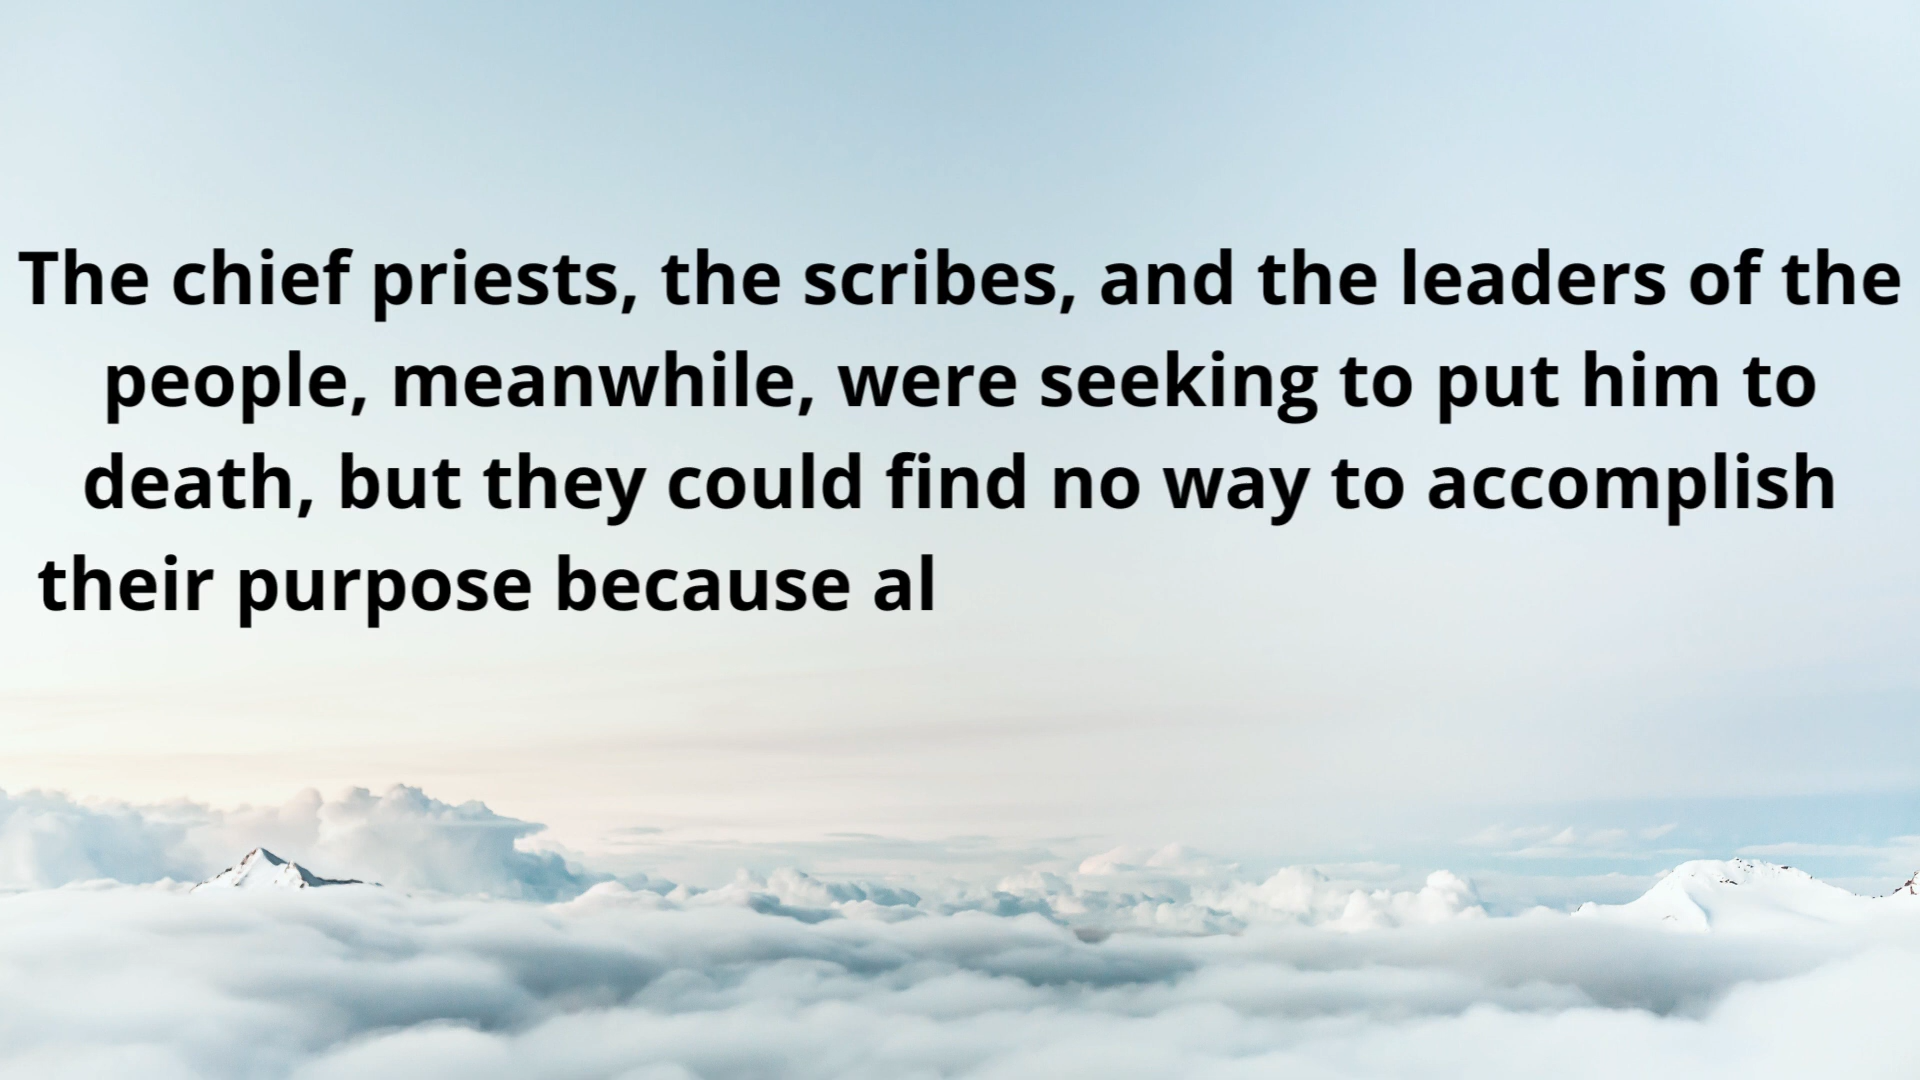 The chief priests, the scribes, and the leaders of the
people, meanwhile, were seeking to put him to
death, but they could find no way to accomplish
their purpose because al